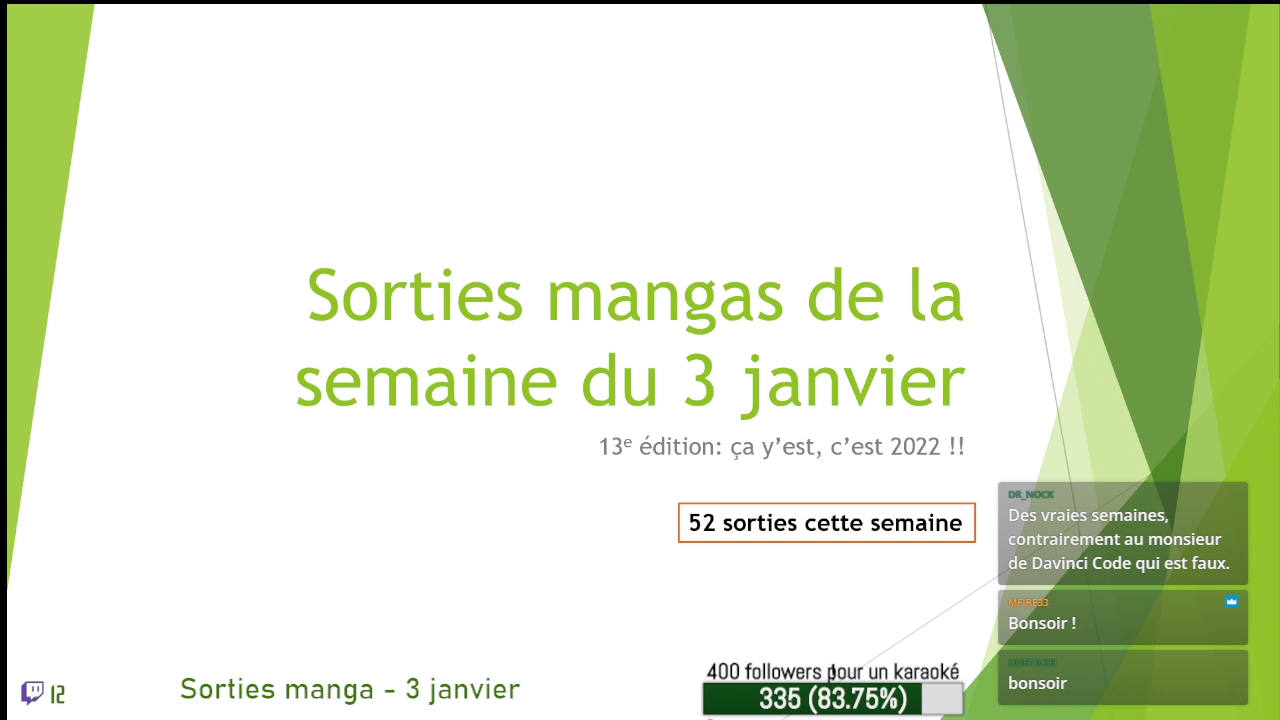 Sorties mangas de la
semaine du 3 janvier
13e édition: ça y’est, c’est 2022 !!
52 sorties cette semaine
DR_NOCK
Des vraies semaines,
contrairement au monsieur
de Davinci Code qui est faux.
MFIRE33
Bonsoir !
bonsoir
12
Sorties manga - 3 janvier
400 followers pour un karaoké
335 (83.75%)